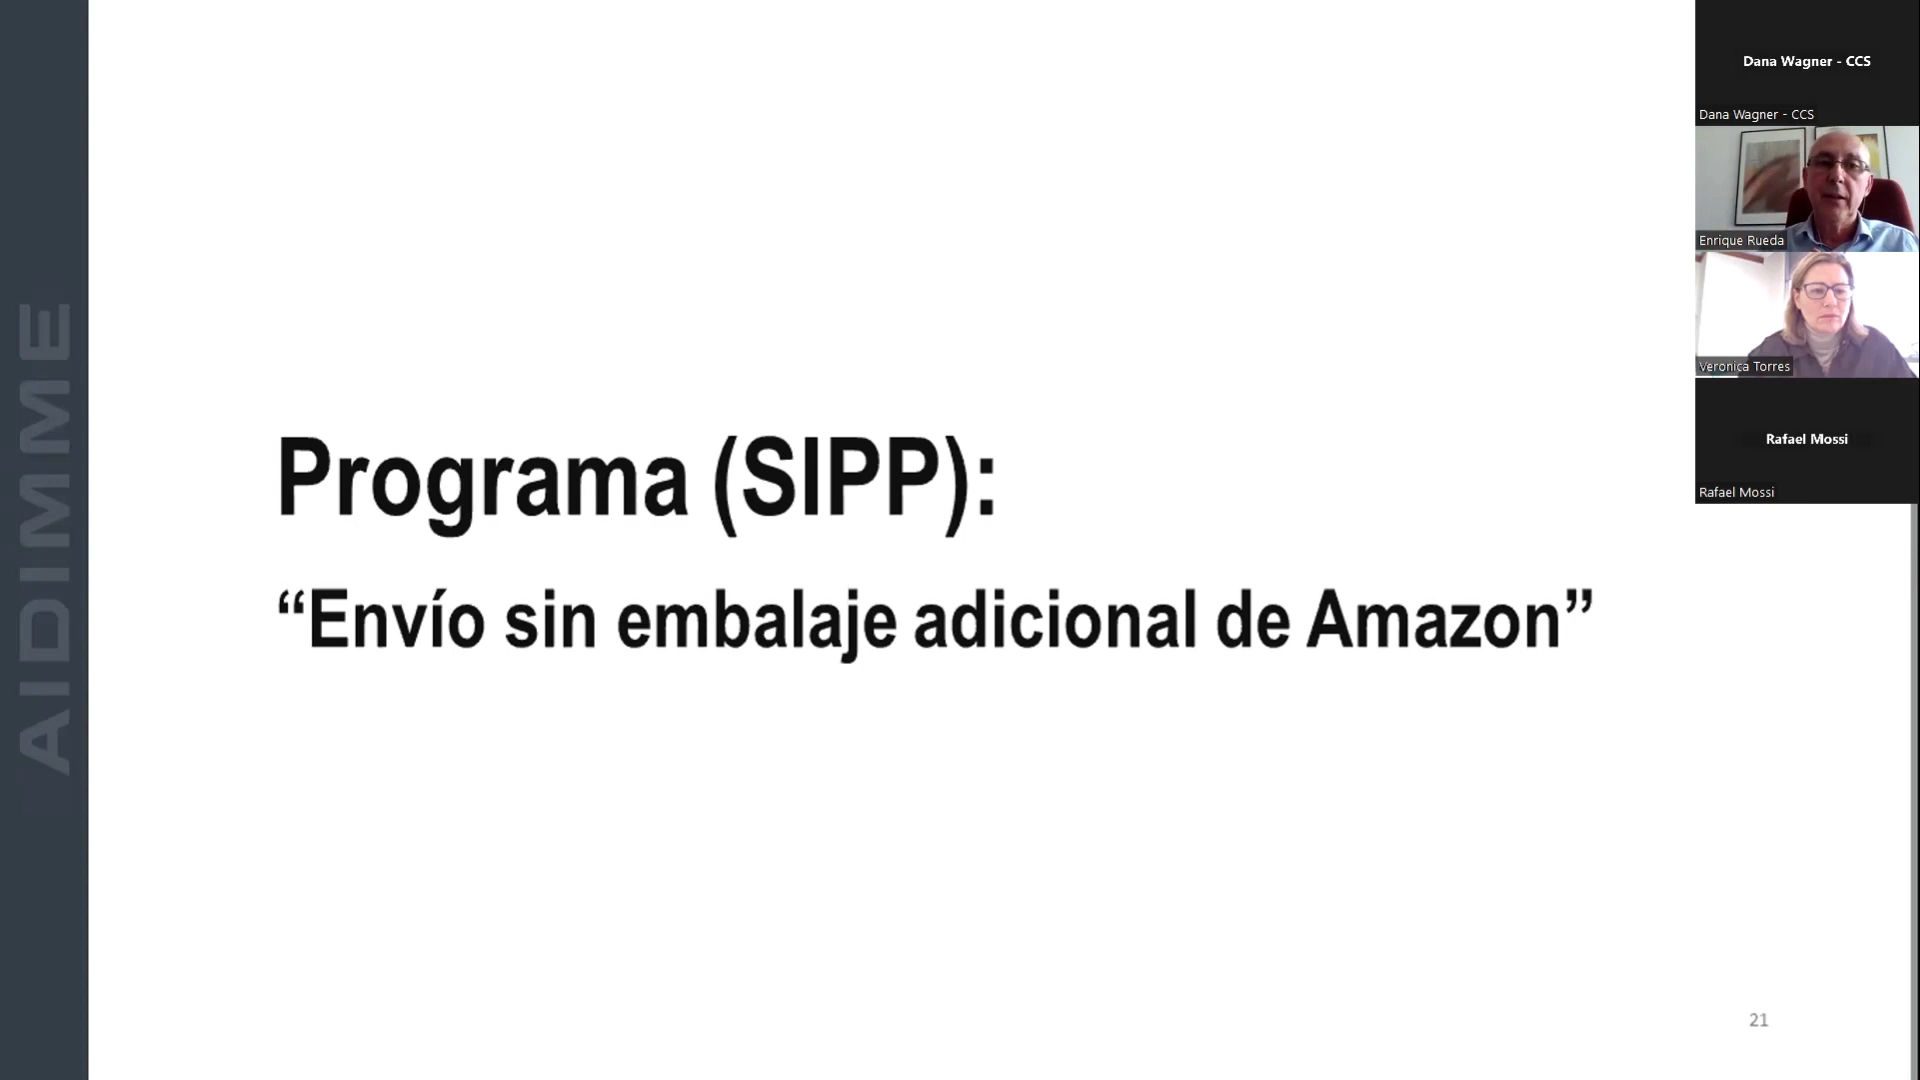 AIDIMME
Programa (SIPP):
“Envío sin embalaje adicional de Amazon”
21
Dana Wagner - CCS
Dana Wagner - CCS
Enrique Rueda
Veronica Torres
Rafael Mossi
Rafael Mossi